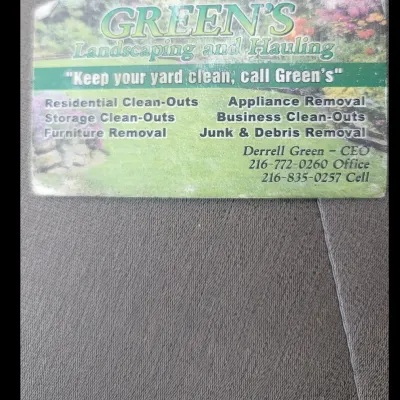 GREEN'S
Landscaping and Hauling
"Keep your yard clean, call Green's"
Residential Clean-Outs Appliance Removal
Storage Clean-Outs Business Clean-Outs
Furniture Removal Junk & Debris Removal
Derrell Green - CEO
216-772-0260 Office
216-835-0257 Cell